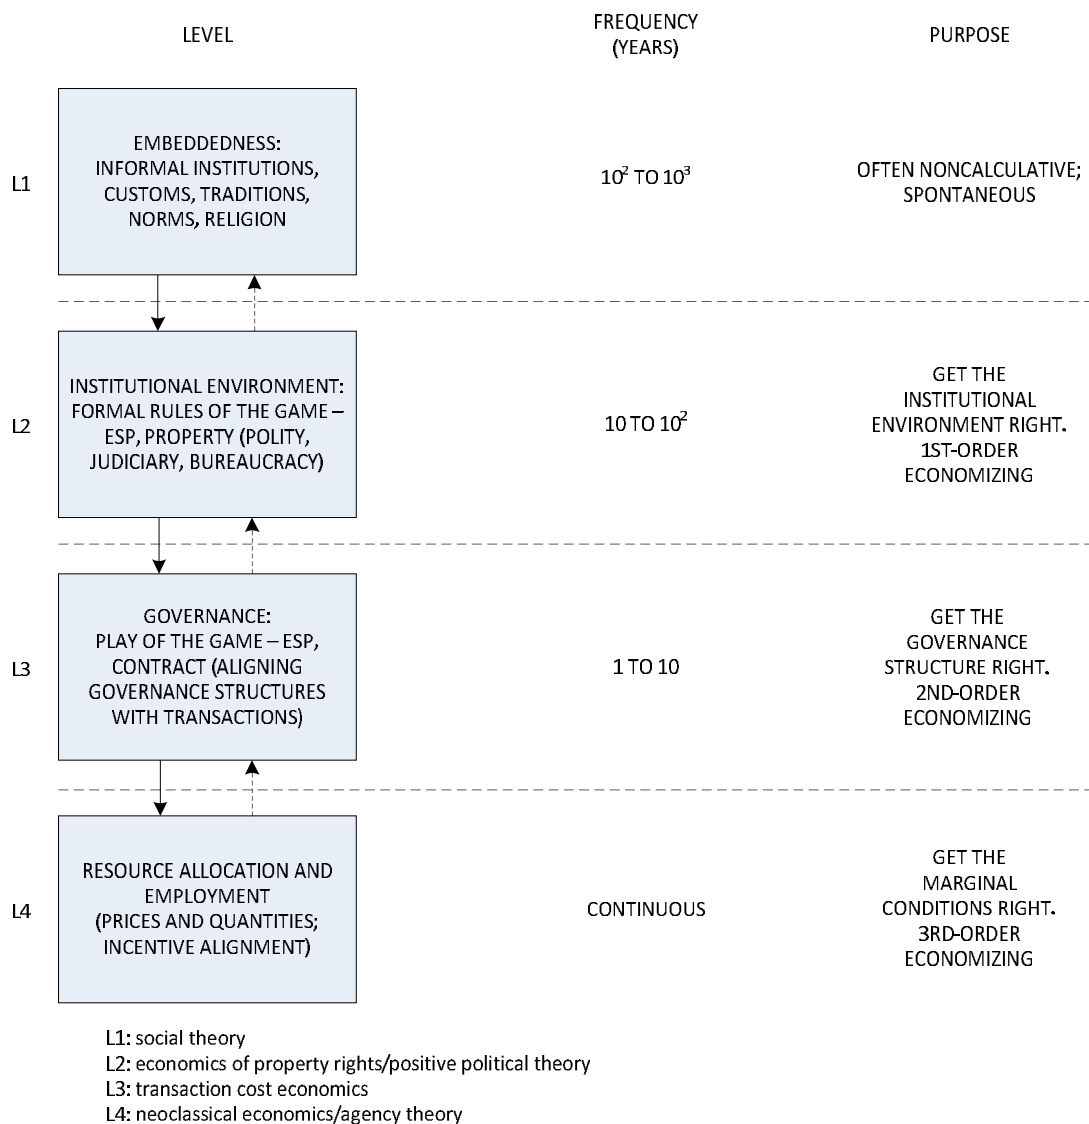 LEVEL
FREQUENCY
(YEARS)
PURPOSE
L1
EMBEDDEDNESS:
INFORMAL INSTITUTIONS,
CUSTOMS, TRADITIONS,
NORMS, RELIGION
10² TO 10³
OFTEN NONCALCULATIVE;
SPONTANEOUS
L2
INSTITUTIONAL ENVIRONMENT:
FORMAL RULES OF THE GAME –
ESP, PROPERTY (POLITY,
JUDICIARY, BUREAUCRACY)
10 TO 10²
GET THE
INSTITUTIONAL
ENVIRONMENT RIGHT.
1ST-ORDER
ECONOMIZING
L3
GOVERNANCE:
PLAY OF THE GAME – ESP,
CONTRACT (ALIGNING
GOVERNANCE STRUCTURES
WITH TRANSACTIONS)
1 TO 10
GET THE
GOVERNANCE
STRUCTURE RIGHT.
2ND-ORDER
ECONOMIZING
L4
RESOURCE ALLOCATION AND
EMPLOYMENT
(PRICES AND QUANTITIES;
INCENTIVE ALIGNMENT)
CONTINUOUS
GET THE
MARGINAL
CONDITIONS RIGHT.
3RD-ORDER
ECONOMIZING
L1: social theory
L2: economics of property rights/positive political theory
L3: transaction cost economics
L4: neoclassical economics/agency theory